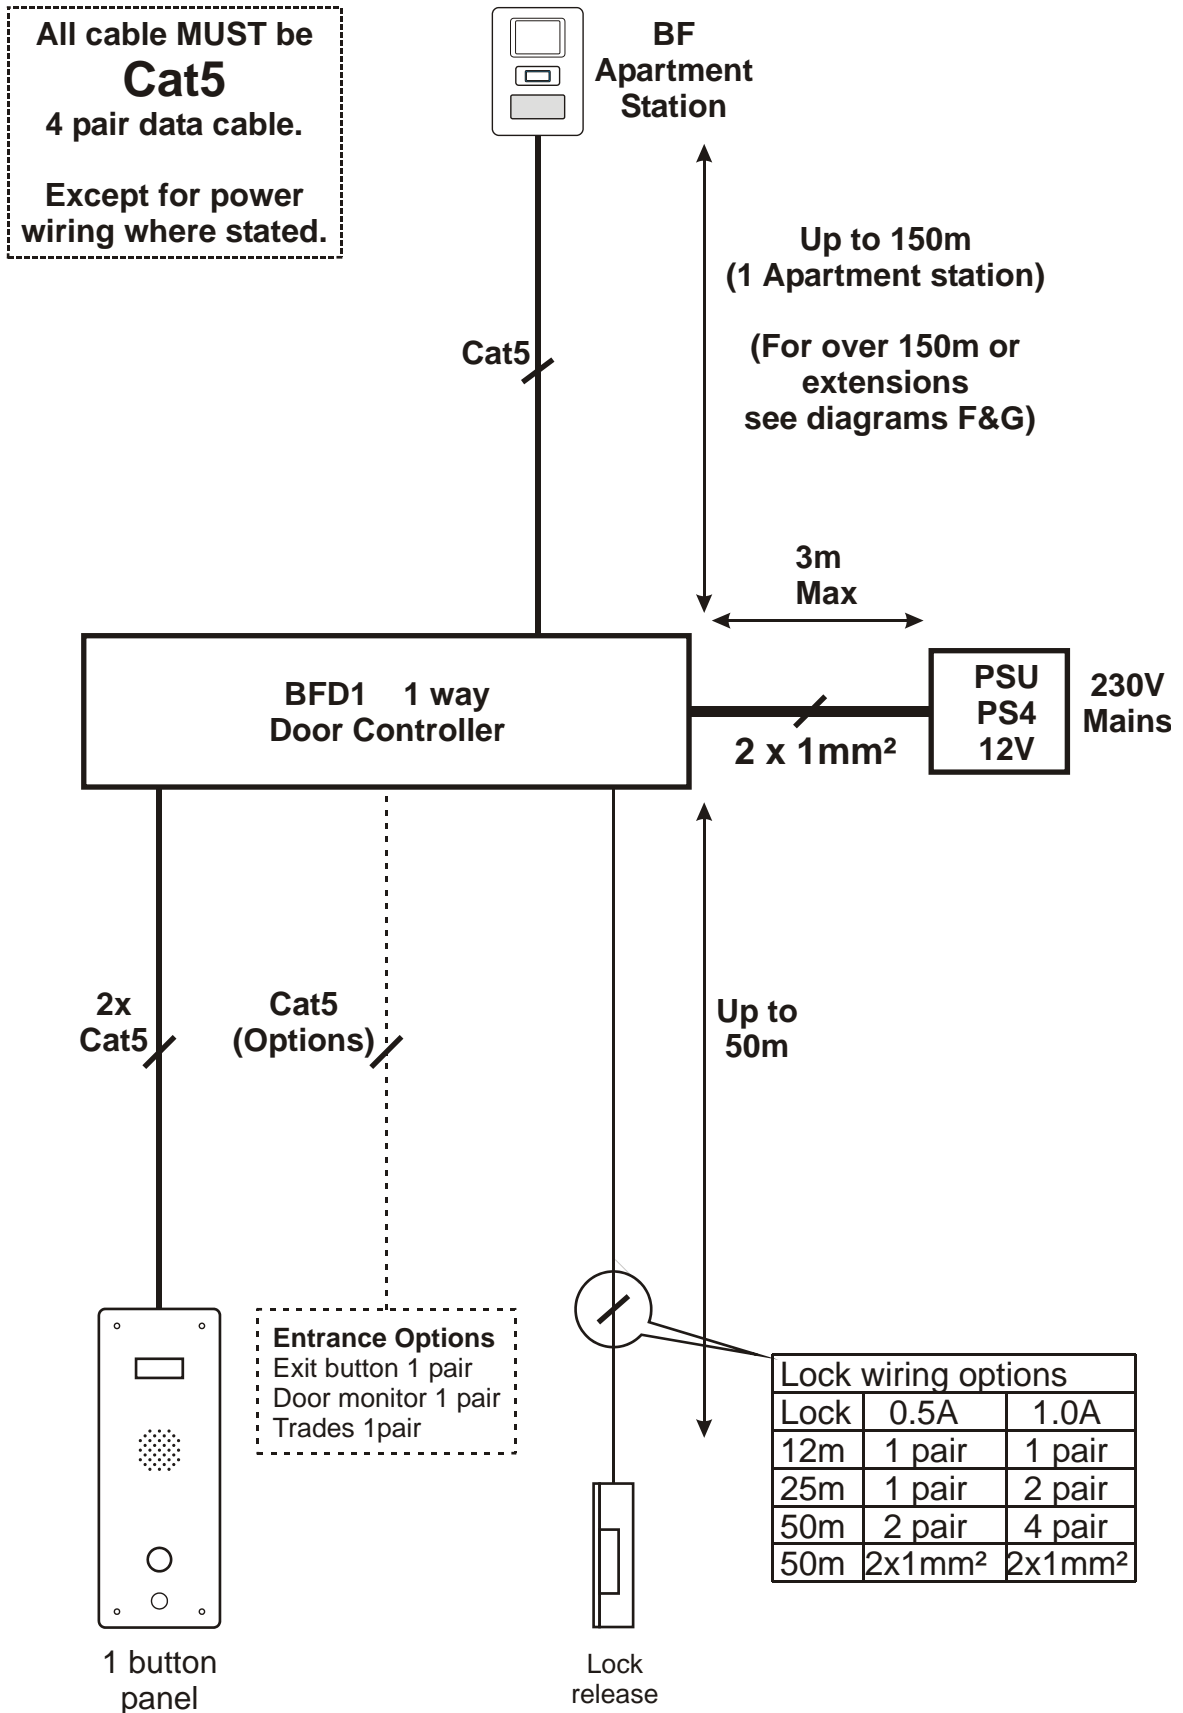 All cable MUST be
Cat5
4 pair data cable.
Except for power
wiring where stated.
BF
Apartment
Station
Up to 150m
(1 Apartment station)
(For over 150m or
extensions
see diagrams F&G)
Cat5
3m
Max
BFD1 1 way
Door Controller
2 x 1mm²
PSU
PS4
12V
230V
Mains
2x
Cat5
Cat5
(Options)
Up to
50m
Entrance Options
Exit button 1 pair
Door monitor 1 pair
Trades 1pair
Lock wiring options
Lock 0.5A 1.0A
12m 1 pair 1 pair
25m 1 pair 2 pair
50m 2 pair 4 pair
50m 2x1mm² 2x1mm²
1 button
panel
Lock
release